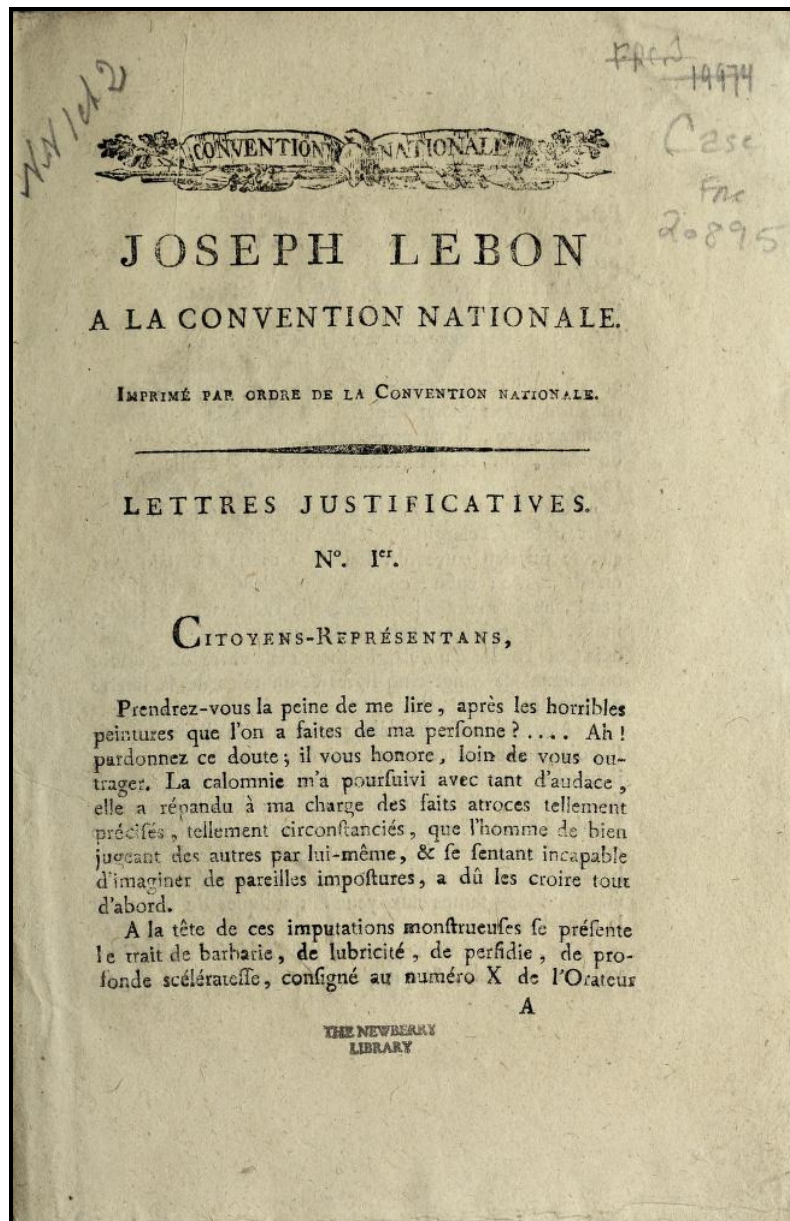 19974
Case
20895
CONVENTION NATIONALE
JOSEPH LEBON
A LA CONVENTION NATIONALE.
IMPRIMÉ PAR ORDRE DE LA CONVENTION NATIONALE.
LETTRES JUSTIFICATIVES.
N°. Ier.
CITOYENS-REPRÉSENTANS,
Prendrez-vous la peine de me lire, après les horribles
peintures que l'on a faites de ma perſonne ? .... Ah !
pardonnez ce doute ; il vous honore, loin de vous ou-
trager. La calomnie m'a pourſuivi avec tant d'audace,
elle a répandu à ma charge des faits atroces tellement
préciſés, tellement circonſtanciés, que l'homme de bien
jugeant des autres par lui-même, & ſe ſentant incapable
d'imaginer de pareilles impoſtures, a dû les croire tout
d'abord.
A la tête de ces imputations monſtrueuſes ſe préſente
le trait de barbarie, de lubricité, de perfidie, de pro-
fonde scélérateſſe, conſigné au numéro X de l'Orateur
A
THE NEWBERRY
LIBRARY